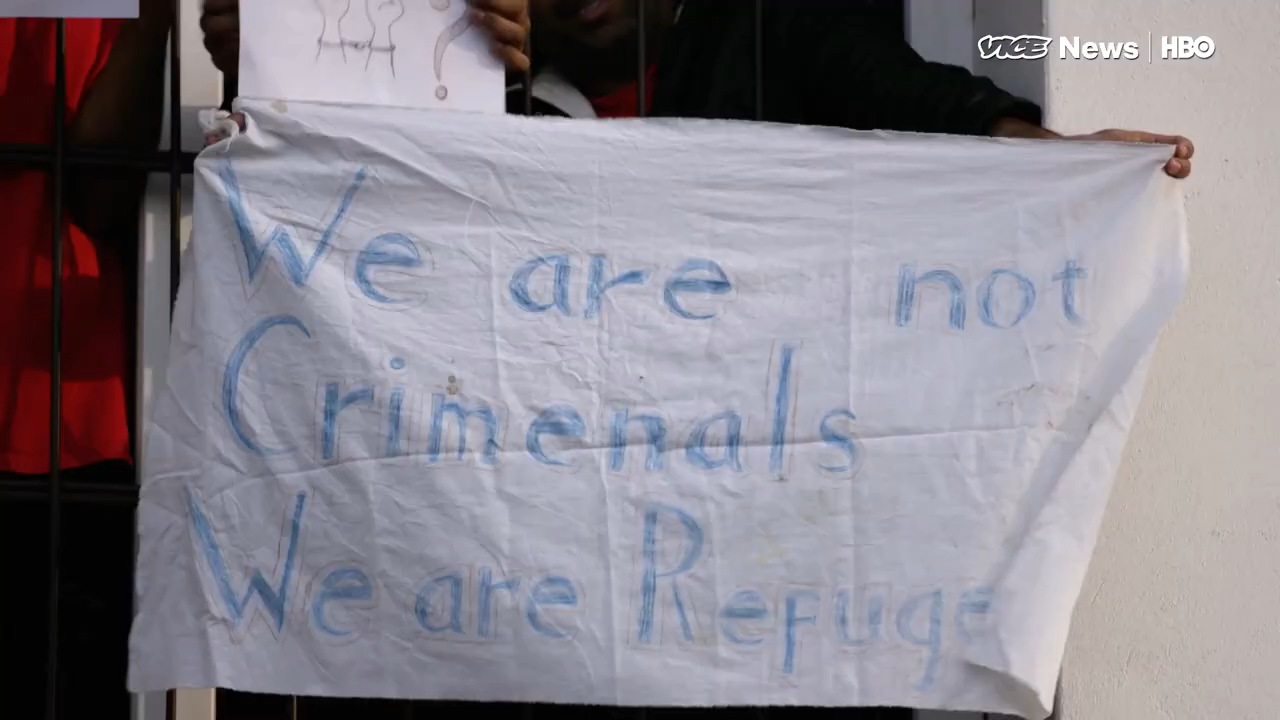 VICE News | HBO
?
We are not
Crimenals
We are Refuge